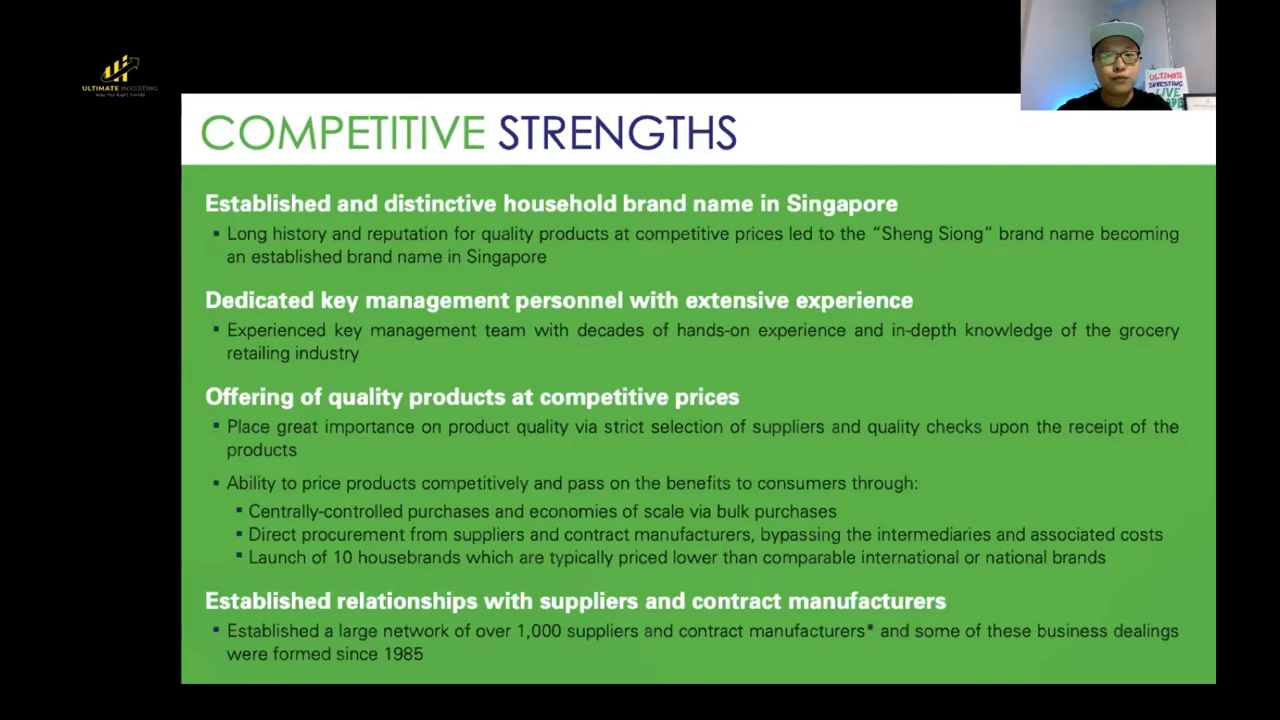 ULTIMATE INVESTING
COMPETITIVE STRENGTHS
ULTIMATE
INVESTING
LIVE
Established and distinctive household brand name in Singapore
▪ Long history and reputation for quality products at competitive prices led to the “Sheng Siong” brand name becoming
an established brand name in Singapore
Dedicated key management personnel with extensive experience
▪ Experienced key management team with decades of hands-on experience and in-depth knowledge of the grocery
retailing industry
Offering of quality products at competitive prices
▪ Place great importance on product quality via strict selection of suppliers and quality checks upon the receipt of the
products
▪ Ability to price products competitively and pass on the benefits to consumers through:
▪ Centrally-controlled purchases and economies of scale via bulk purchases
▪ Direct procurement from suppliers and contract manufacturers, bypassing the intermediaries and associated costs
▪ Launch of 10 housebrands which are typically priced lower than comparable international or national brands
Established relationships with suppliers and contract manufacturers
▪ Established a large network of over 1,000 suppliers and contract manufacturers* and some of these business dealings
were formed since 1985